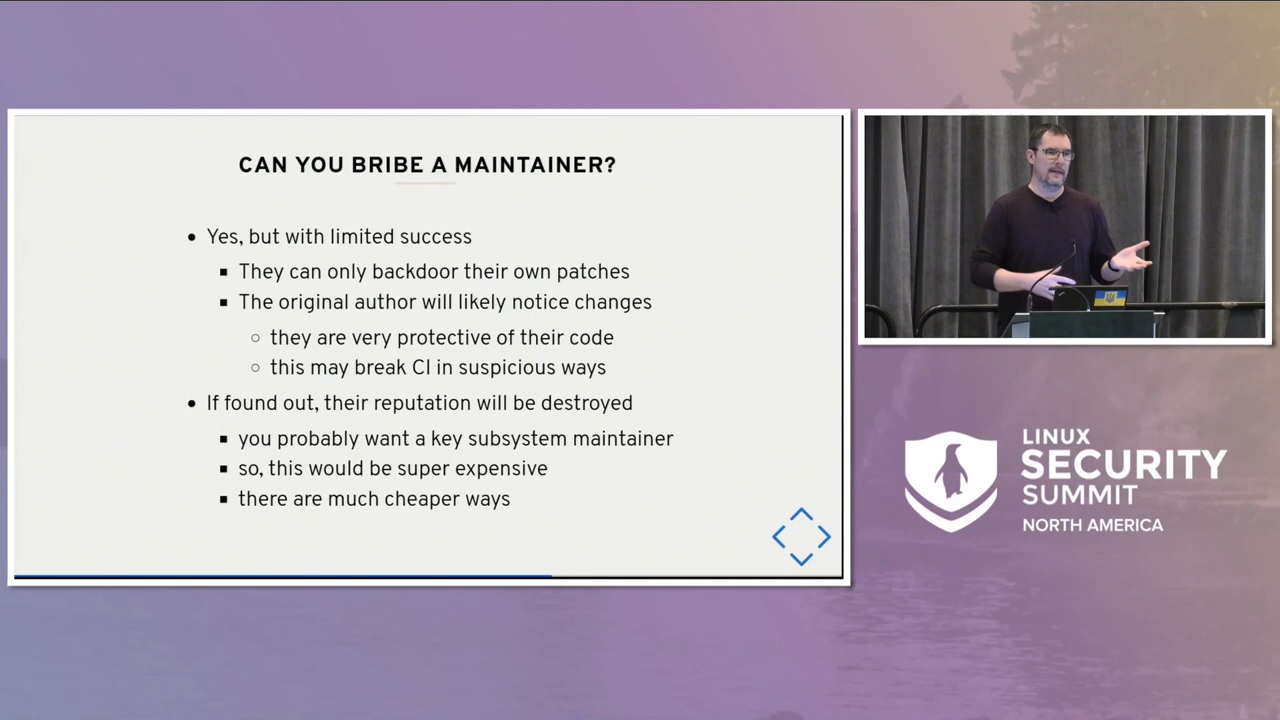 CAN YOU BRIBE A MAINTAINER?
• Yes, but with limited success
▪ They can only backdoor their own patches
▪ The original author will likely notice changes
○ they are very protective of their code
○ this may break CI in suspicious ways
• If found out, their reputation will be destroyed
▪ you probably want a key subsystem maintainer
▪ so, this would be super expensive
▪ there are much cheaper ways
LINUX
SECURITY
SUMMIT
NORTH AMERICA